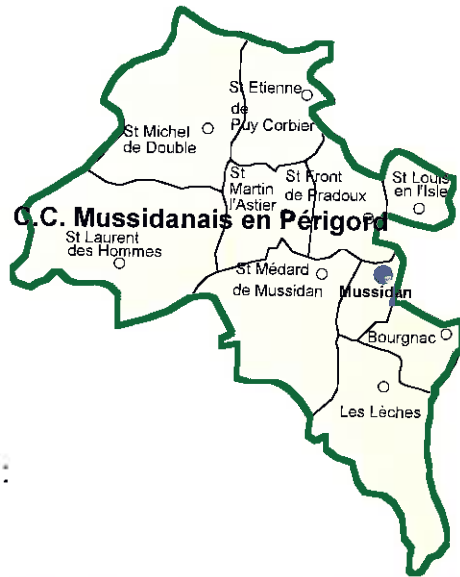 St Etienne
de
Puy Corbier
St Michel
de Double
St
Martin
l'Astier
St Front
de Pradoux
St Louis
en l'Isle
C.C. Mussidanais en Périgord
St Laurent
des Hommes
St Médard
de Mussidan
Mussidan
Bourgnac
Les Lèches